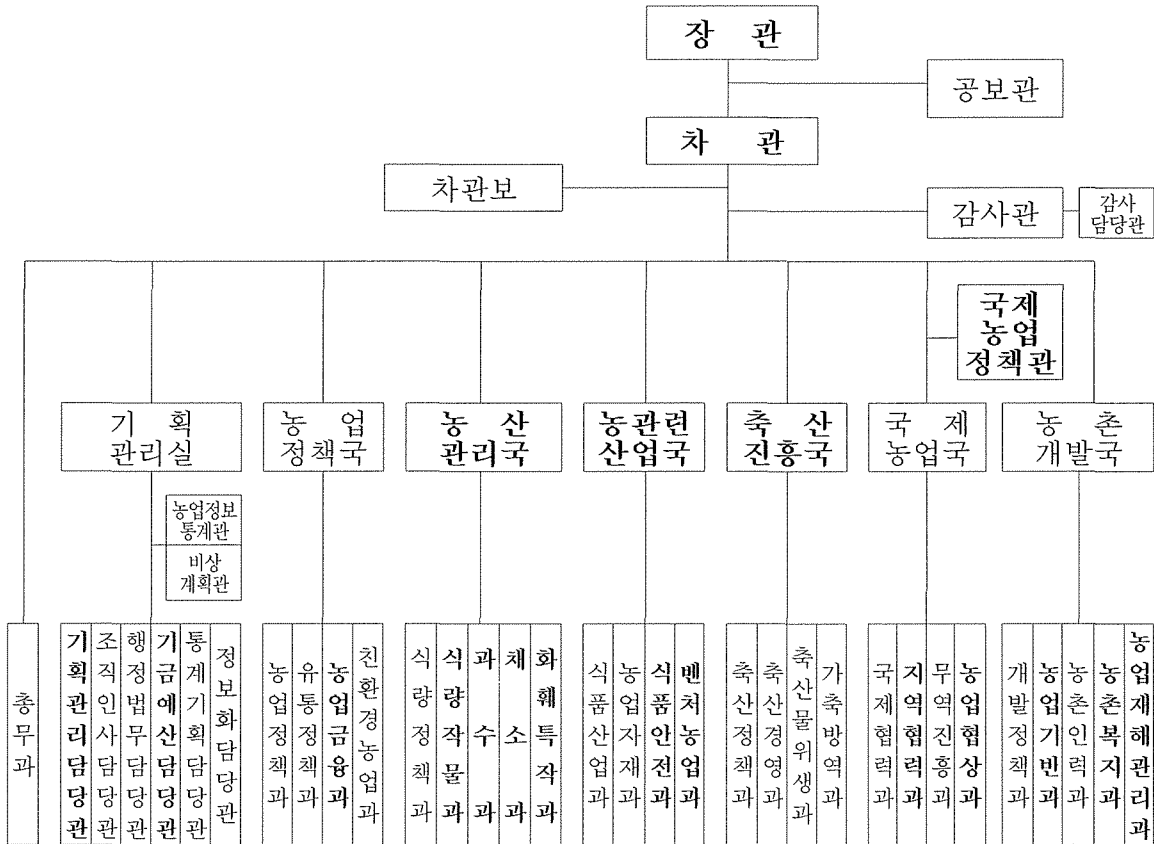 장 관
공보관
차 관
차관보
감사관
감사
담당관
국제
농업
정책관
기 획
관리실
농 업
정책국
농 산
관리국
농관련
산업국
축 산
진흥국
국 제
농업국
농 촌
개발국
농업정보
통계관
비상
계획관
총무과
기획관리담당관
조직인사담당관
행정법무담당관
기금예산담당관
통계기획담당관
정보화담당관
농업정책과
유통정책과
농업금융과
친환경농업과
식량정책과
식량작물과
과수과
채소과
화훼특작과
식품산업과
농업자재과
식품안전과
벤처농업과
축산정책과
축산경영과
축산물위생과
가축방역과
국제협력과
지역협력과
무역진흥괴
농업협상과
개발정책과
농업기반과
농촌인력과
농촌복지과
농업재해관리과